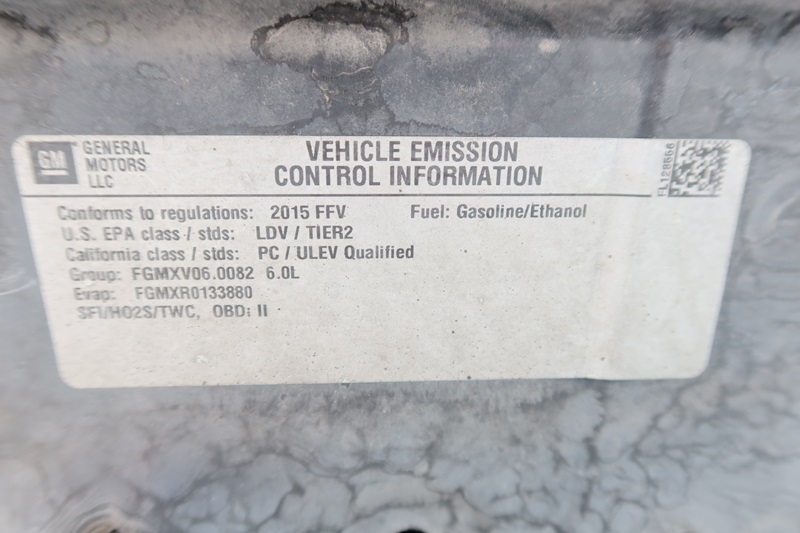 GM
GENERAL
MOTORS
LLC
VEHICLE EMISSION
CONTROL INFORMATION
Conforms to regulations: 2015 FFV Fuel: Gasoline/Ethanol
U.S. EPA class / stds: LDV / TIER2
California class / stds: PC / ULEV Qualified
Group: FGMXV06.0082 6.0L
Evap: FGMXR0133880
SFI/HO2S/TWC, OBD: II